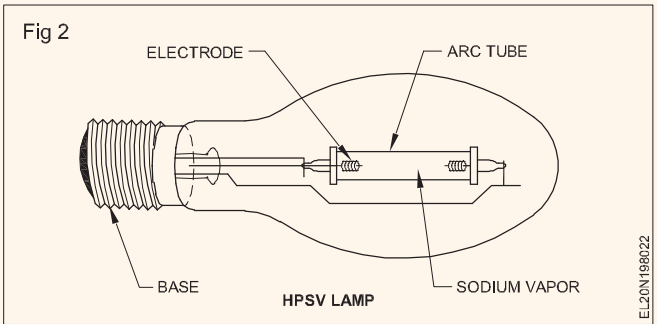 Fig 2
ELECTRODE
ARC TUBE
BASE
SODIUM VAPOR
HPSV LAMP
EL20N198022